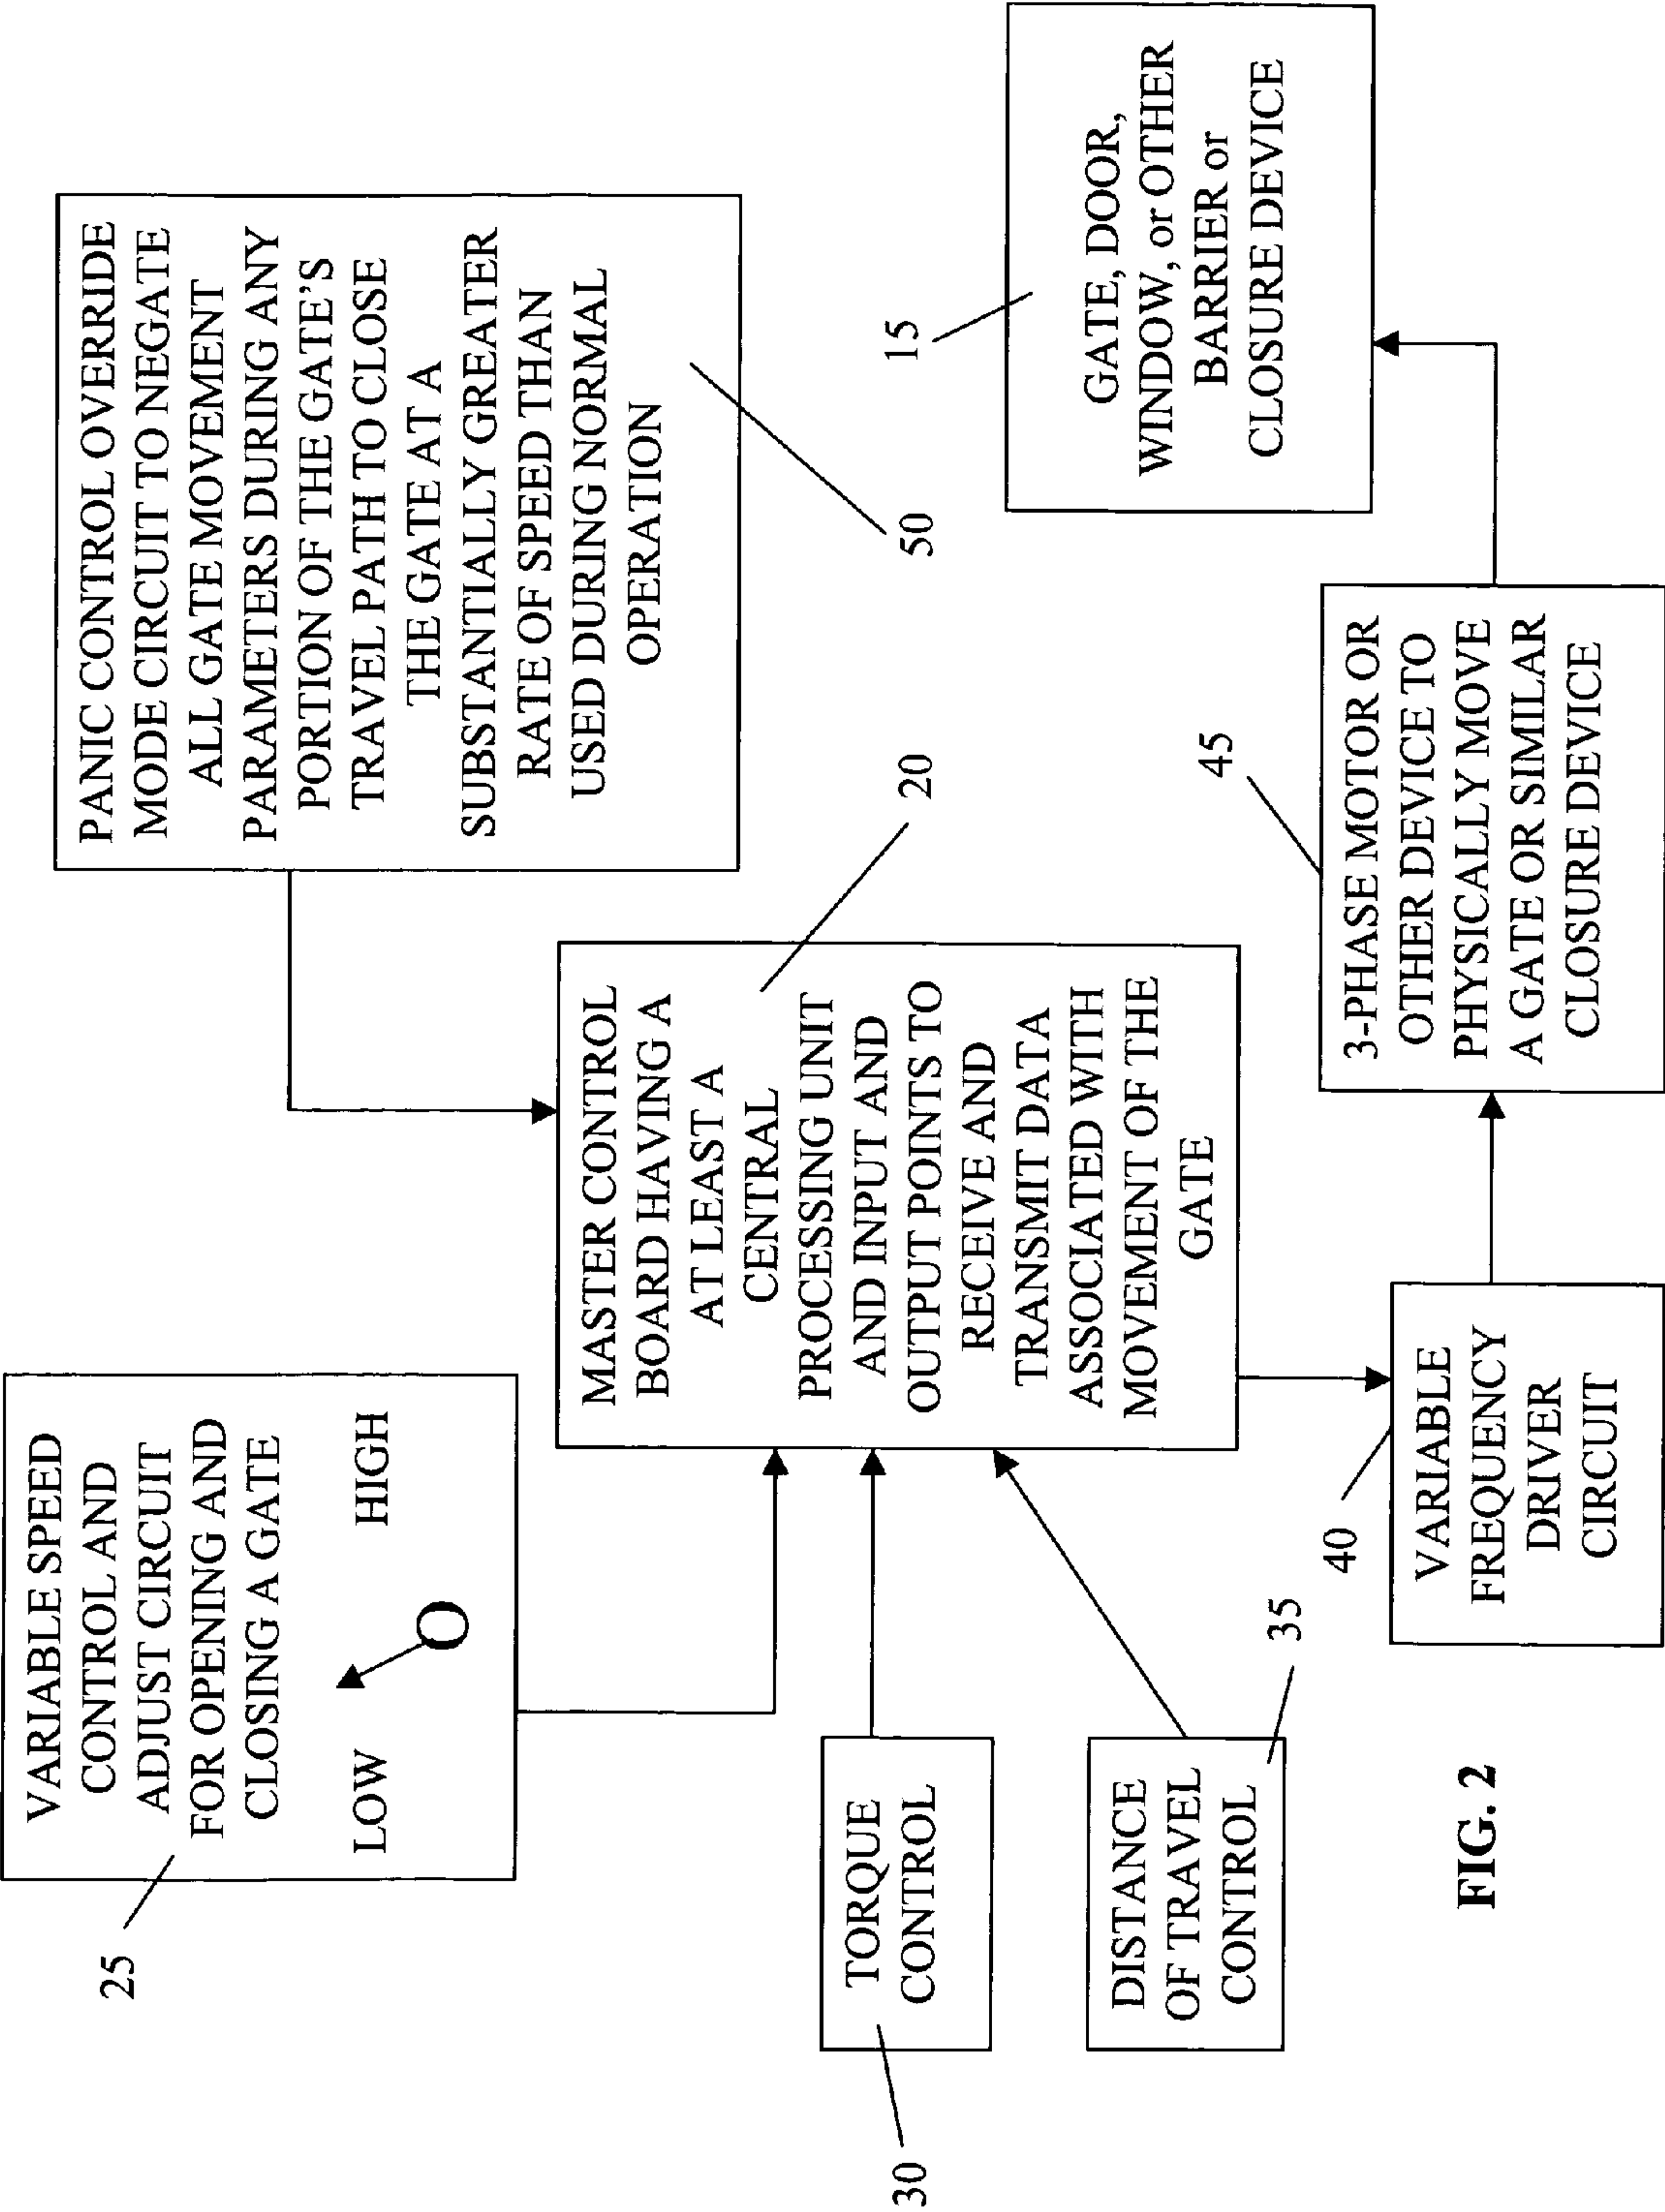 25
VARIABLE SPEED
CONTROL AND
ADJUST CIRCUIT
FOR OPENING AND
CLOSING A GATE
LOW
HIGH
O
PANIC CONTROL OVERRIDE
MODE CIRCUIT TO NEGATE
ALL GATE MOVEMENT
PARAMETERS DURING ANY
PORTION OF THE GATE'S
TRAVEL PATH TO CLOSE
THE GATE AT A
SUBSTANTIALLY GREATER
RATE OF SPEED THAN
USED DURING NORMAL
OPERATION
50
30
TORQUE
CONTROL
DISTANCE
OF TRAVEL
CONTROL
35
MASTER CONTROL
BOARD HAVING A
AT LEAST A
CENTRAL
PROCESSING UNIT
AND INPUT AND
OUTPUT POINTS TO
RECEIVE AND
TRANSMIT DATA
ASSOCIATED WITH
MOVEMENT OF THE
GATE
20
15
GATE, DOOR,
WINDOW, or OTHER
BARRIER or
CLOSURE DEVICE
40
VARIABLE
FREQUENCY
DRIVER
CIRCUIT
45
3-PHASE MOTOR OR
OTHER DEVICE TO
PHYSICALLY MOVE
A GATE OR SIMILAR
CLOSURE DEVICE
FIG. 2